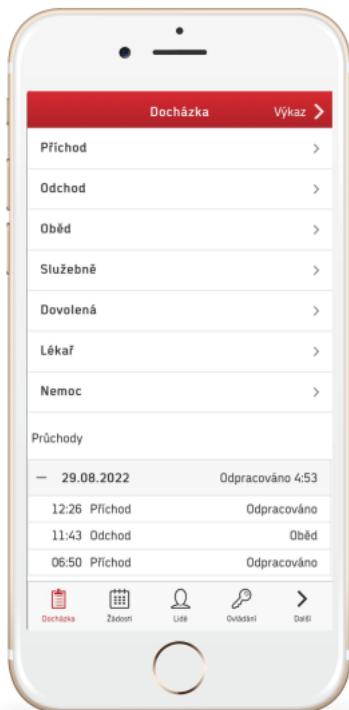 Docházka Výkaz
Příchod
Odchod
Oběd
Služebně
Dovolená
Lékař
Nemoc
Průchody
29.08.2022 Odpracováno 4:53
12:26 Příchod Odpracováno
11:43 Odchod Oběd
06:50 Příchod Odpracováno
Docházka Žádosti Lidé Ovládání Další